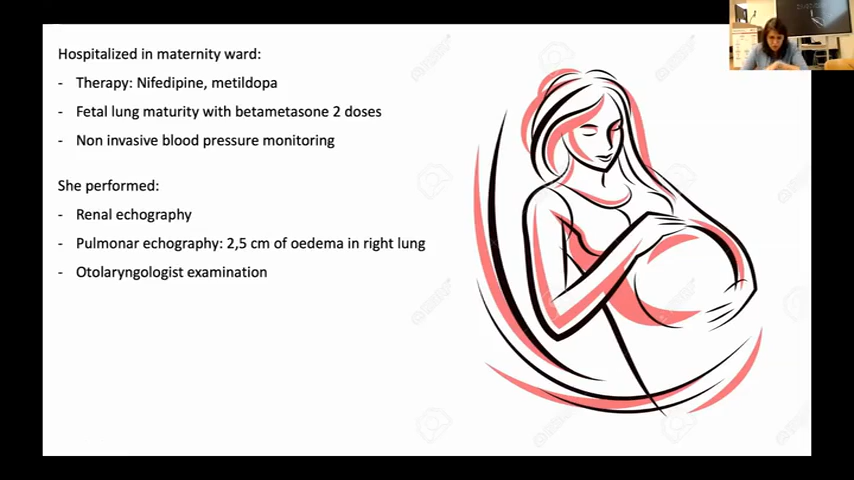 Hospitalized in maternity ward:
- Therapy: Nifedipine, metildopa
- Fetal lung maturity with betametasone 2 doses
- Non invasive blood pressure monitoring
She performed:
- Renal echography
- Pulmonar echography: 2,5 cm of oedema in right lung
- Otolaryngologist examination